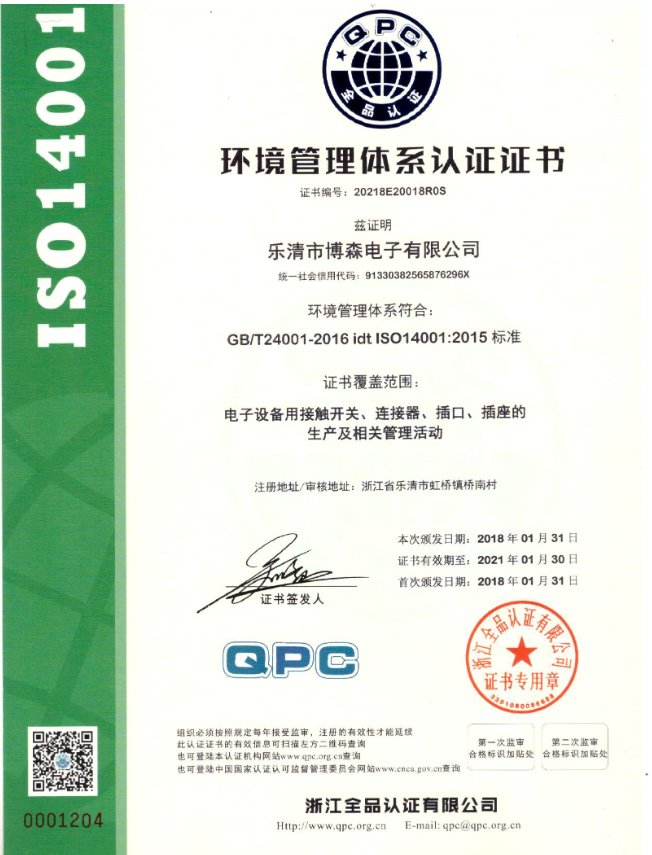 ISO14001
QPC
全品认证
环境管理体系认证证书
证书编号：20218E20018R0S
兹证明
乐清市博森电子有限公司
统一社会信用代码：91330382565876296X
环境管理体系符合：
GB/T24001-2016 idt ISO14001:2015 标准
证书覆盖范围：
电子设备用接触开关、连接器、插口、插座的
生产及相关管理活动
注册地址/审核地址：浙江省乐清市虹桥镇桥南村
本次颁发日期：2018 年 01 月 31 日
证书有效期至：2021 年 01 月 30 日
首次颁发日期：2018 年 01 月 31 日
证书签发人
QPC
浙江全品认证有限公司
证书专用章
组织必须按照规定每年接受监审，注册的有效性才能延续
此认证证书的有效信息可扫描左方二维码查询
也可登陆本认证机构网站www.qpc.org.cn查询
也可登陆中国国家认证认可监督管理委员会网站www.cnca.gov.cn查询
第一次监审
合格标识加贴处
第二次监审
合格标识加贴处
0001204
浙江全品认证有限公司
Http://www.qpc.org.cn E-mail: qpc@qpc.org.cn